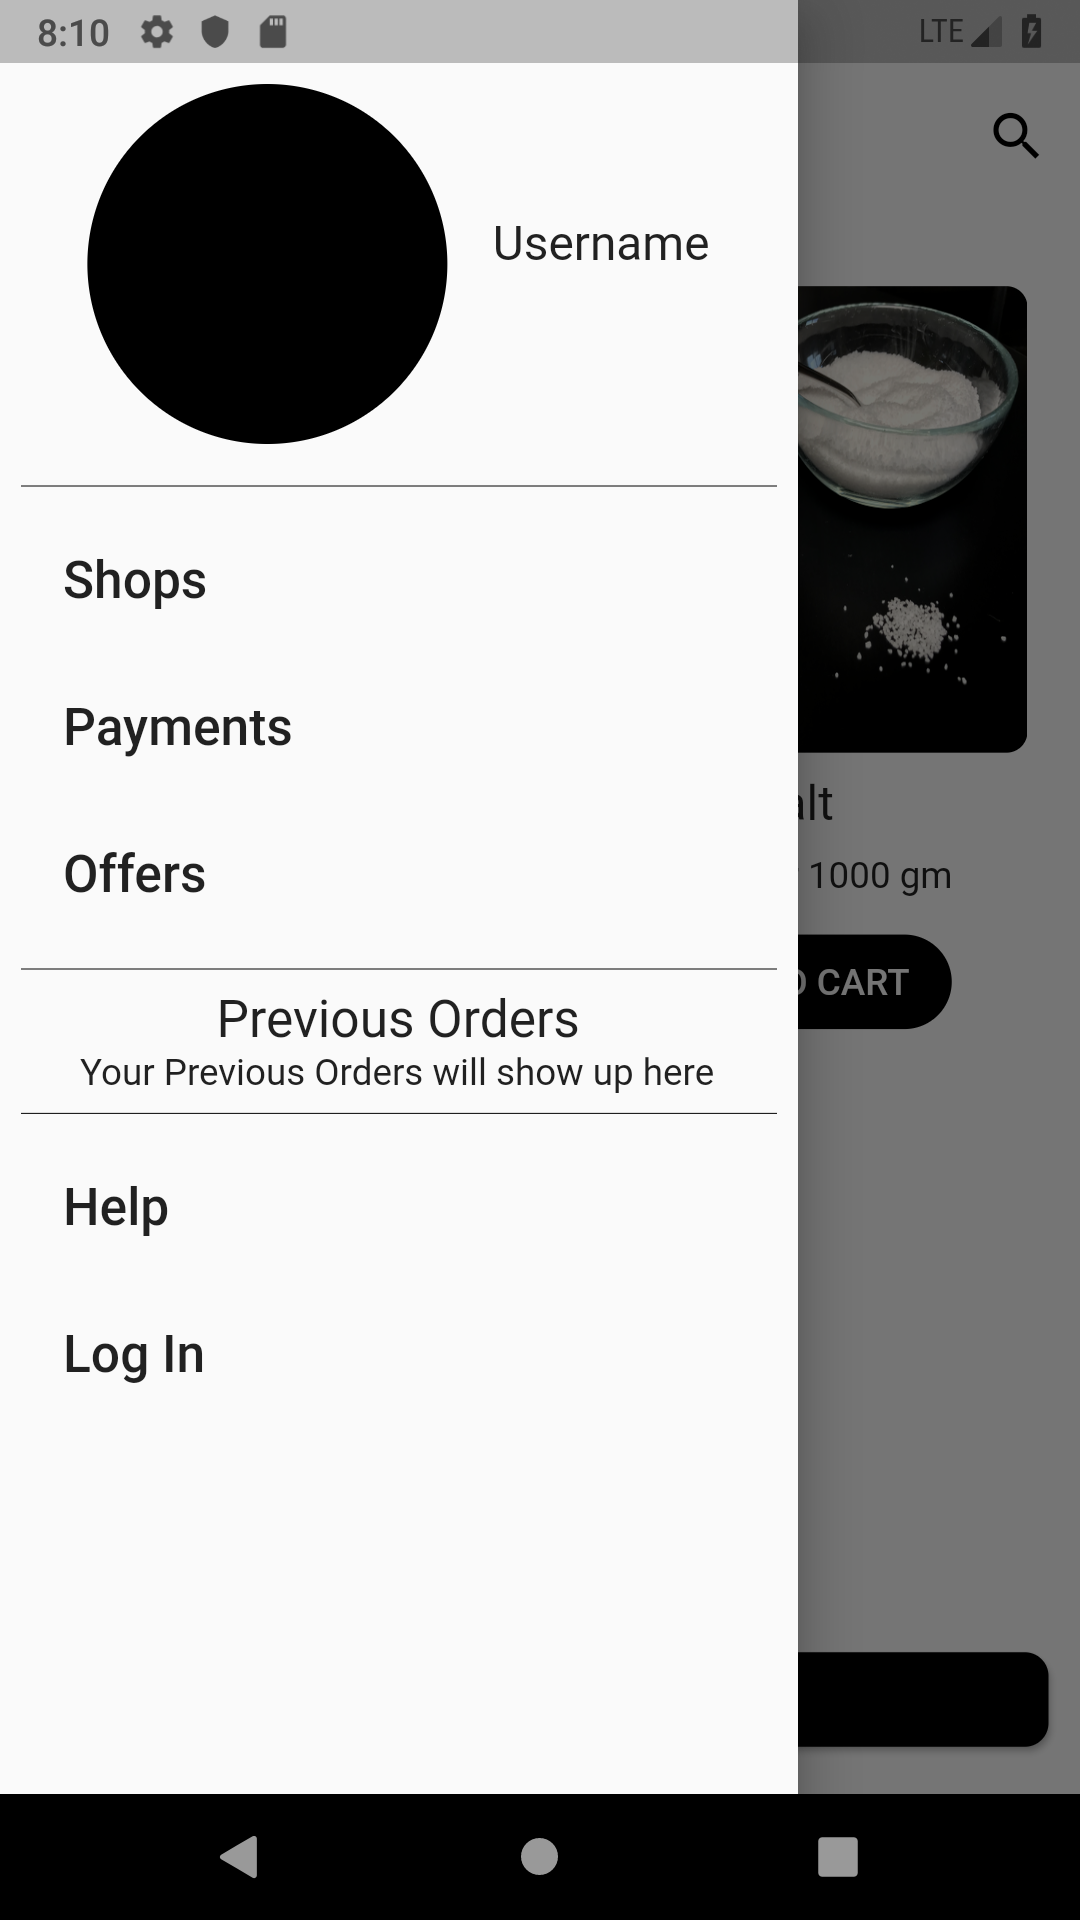 8:10
LTE
Username
Shops
alt
Payments
1000 gm
Offers
CART
Previous Orders
Your Previous Orders will show up here
Help
Log In